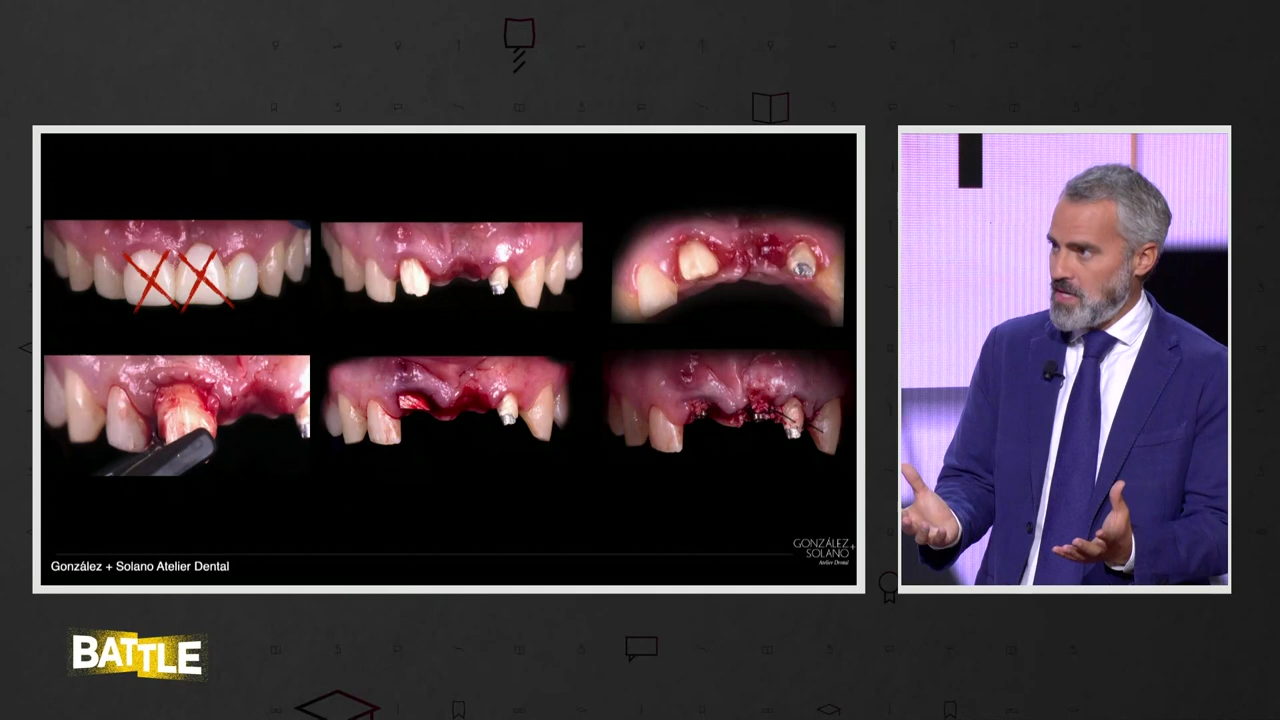 GONZÁLEZ +
SOLANO
Atelier Dental
González + Solano Atelier Dental
BATTLE